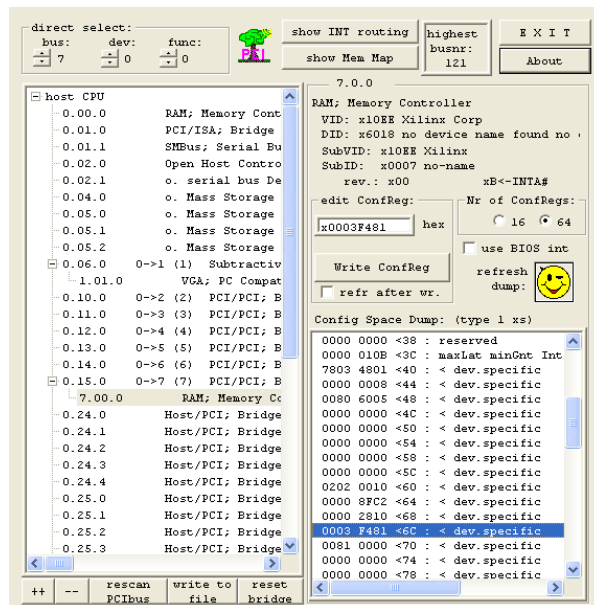 direct select:
bus: dev: func:
7 0 0
PCI
show INT routing
show Mem Map
highest
busnr:
121
E X I T
About
host CPU
0.00.0 RAM; Memory Cont
0.01.0 PCI/ISA; Bridge
0.01.1 SMBus; Serial Bu
0.02.0 Open Host Contro
0.02.1 o. serial bus De
0.04.0 o. Mass Storage
0.05.0 o. Mass Storage
0.05.1 o. Mass Storage
0.05.2 o. Mass Storage
0.06.0 0->1 (1) Subtractiv
1.01.0 VGA; PC Compat
0.10.0 0->2 (2) PCI/PCI; B
0.11.0 0->3 (3) PCI/PCI; B
0.12.0 0->4 (4) PCI/PCI; B
0.13.0 0->5 (5) PCI/PCI; B
0.14.0 0->6 (6) PCI/PCI; B
0.15.0 0->7 (7) PCI/PCI; B
7.00.0 RAM; Memory Cc
0.24.0 Host/PCI; Bridge
0.24.1 Host/PCI; Bridge
0.24.2 Host/PCI; Bridge
0.24.3 Host/PCI; Bridge
0.24.4 Host/PCI; Bridge
0.25.0 Host/PCI; Bridge
0.25.1 Host/PCI; Bridge
0.25.2 Host/PCI; Bridge
0.25.3 Host/PCI; Bridge
++
--
rescan
PCIbus
write to
file
reset
bridge
7.0.0
RAM; Memory Controller
VID: x10EE Xilinx Corp
DID: x6018 no device name found no
SubVID: x10EE Xilinx
SubID: x0007 no-name
rev.: x00 xB<-INTA#
edit ConfReg:
x0003F481 hex
Write ConfReg
refr after wr.
Nr of ConfRegs:
16 64
use BIOS int
refresh
dump:
Config Space Dump: (type 1 xs)
0000 0000 <38 : reserved
0000 010B <3C : maxLat minGnt Int
7803 4801 <40 : < dev.specific
0000 0008 <44 : < dev.specific
0080 6005 <48 : < dev.specific
0000 0000 <4C : < dev.specific
0000 0000 <50 : < dev.specific
0000 0000 <54 : < dev.specific
0000 0000 <58 : < dev.specific
0000 0000 <5C : < dev.specific
0202 0010 <60 : < dev.specific
0000 8FC2 <64 : < dev.specific
0000 2810 <68 : < dev.specific
0003 F481 <6C : < dev.specific
0081 0000 <70 : < dev.specific
0000 0000 <74 : < dev.specific
0000 0000 <78 : < dev.specific